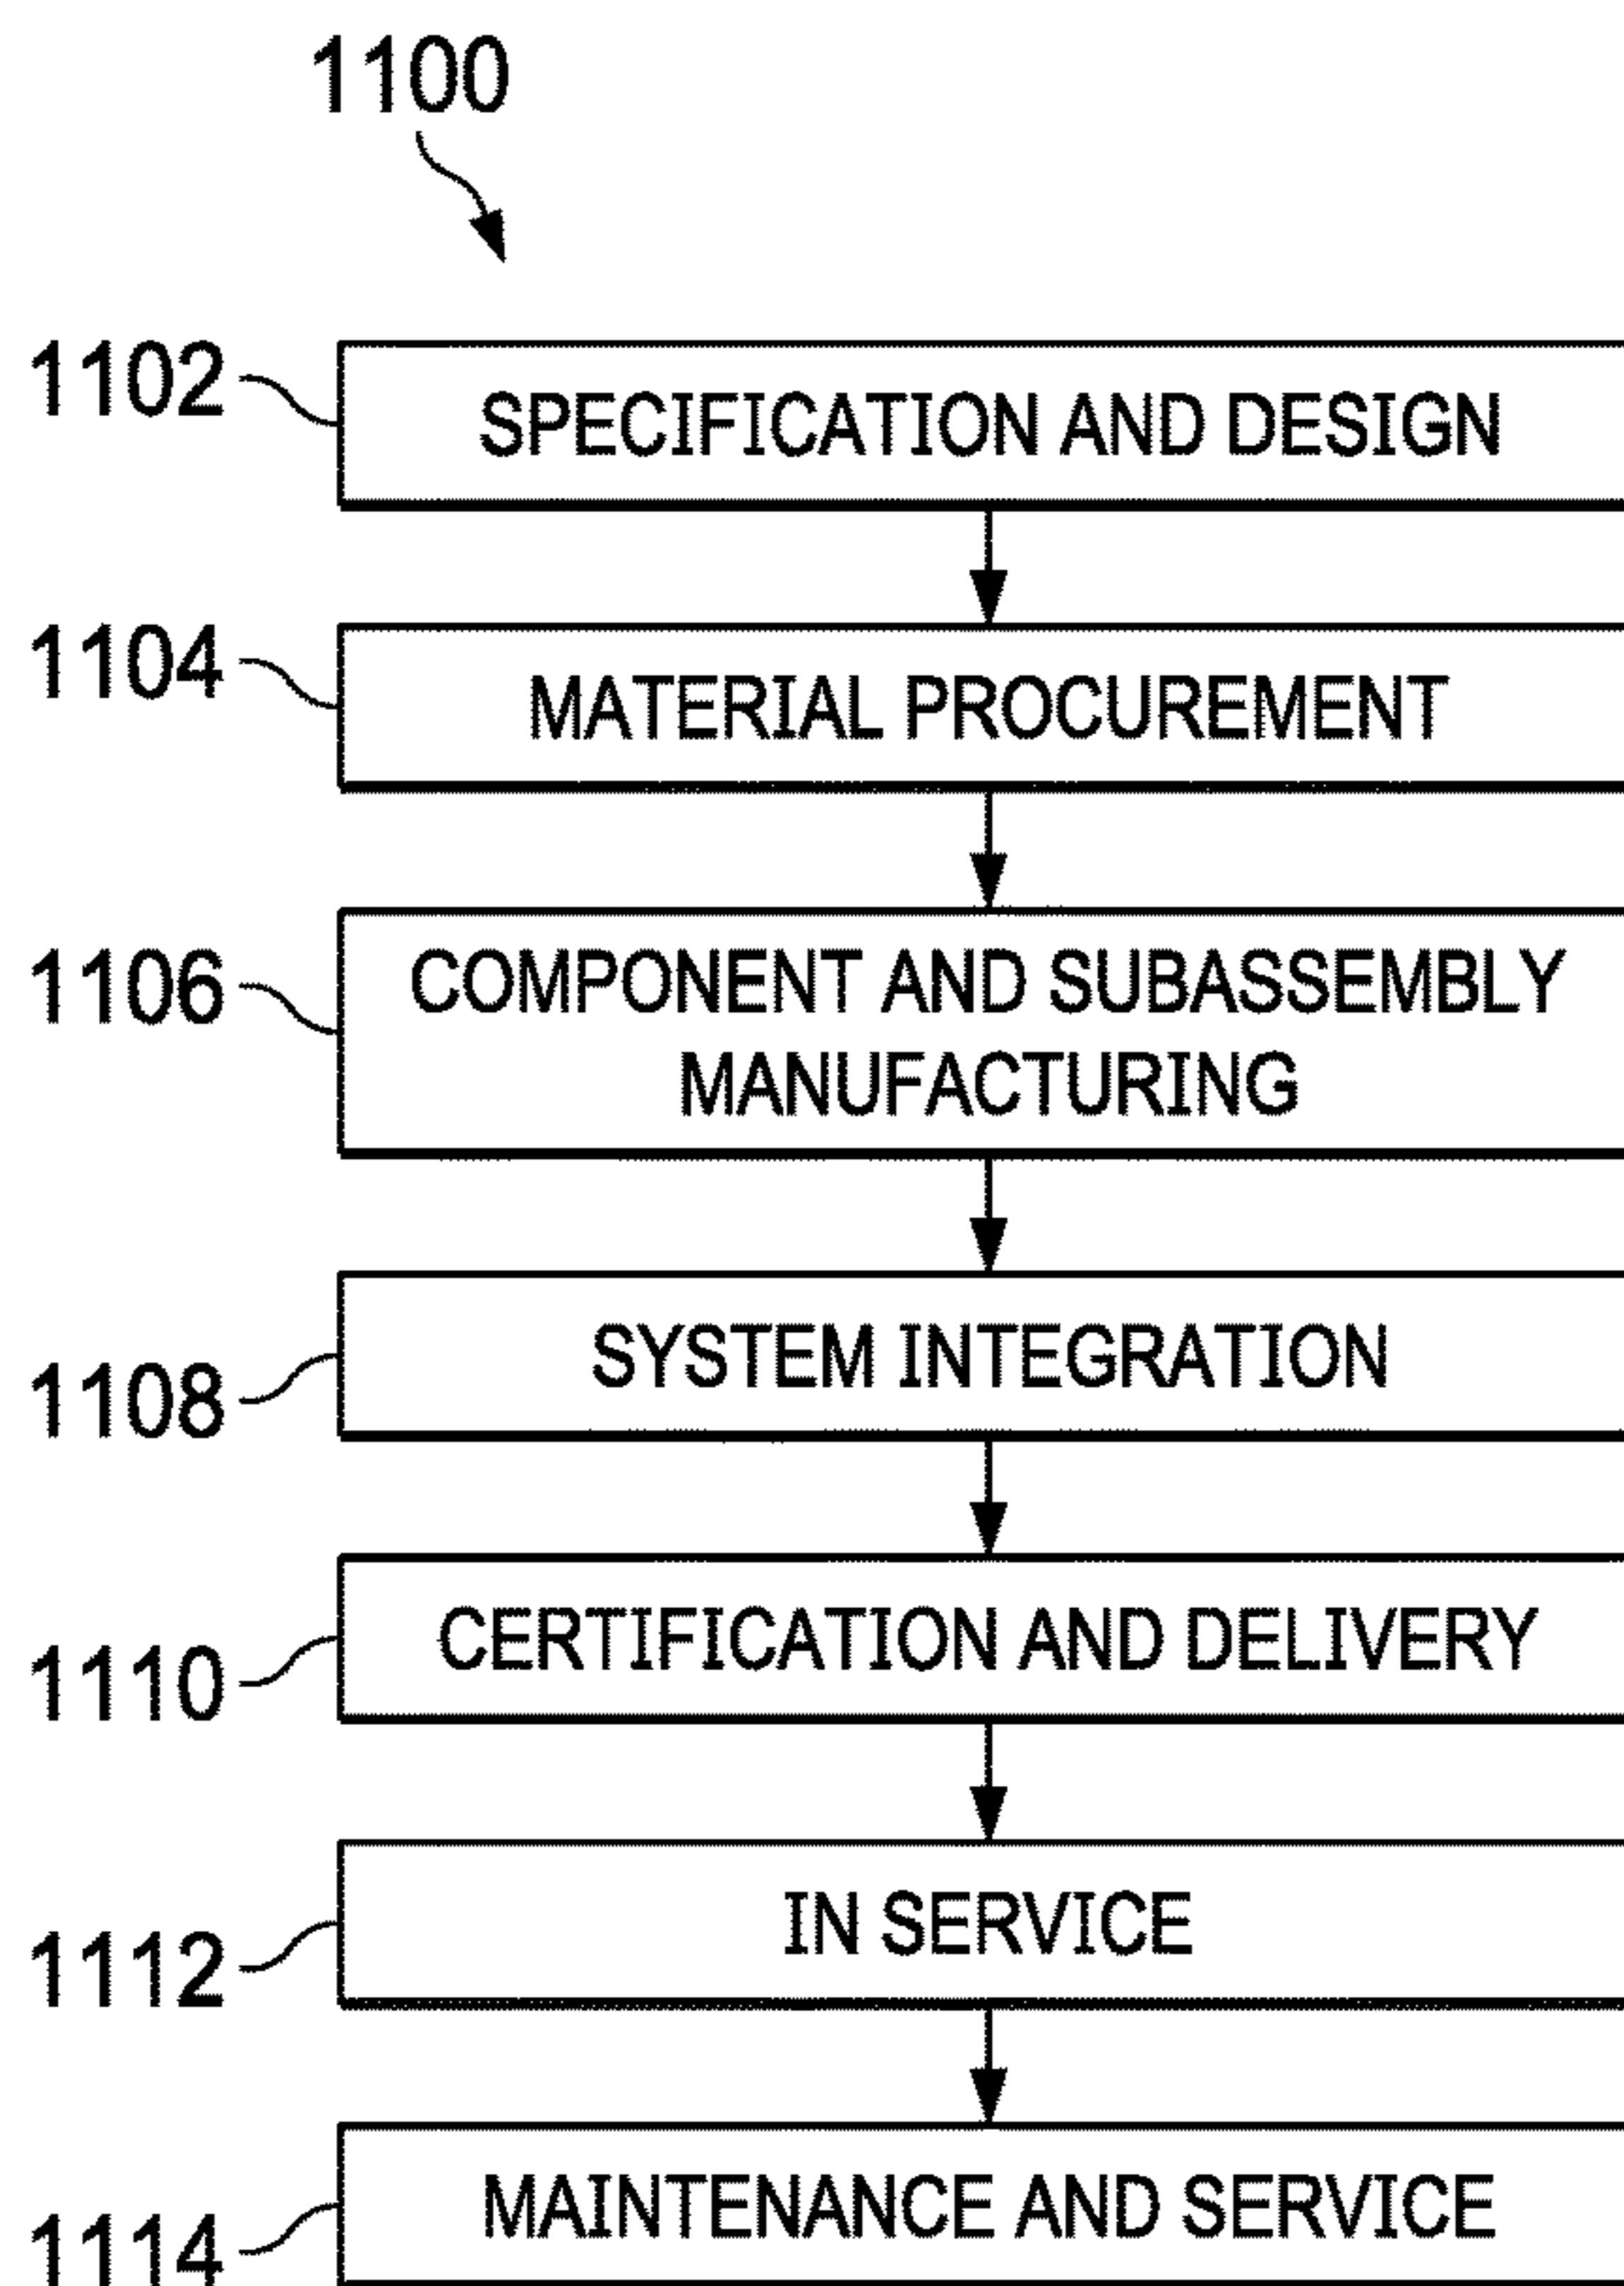 1100
1102
SPECIFICATION AND DESIGN
1104
MATERIAL PROCUREMENT
1106
COMPONENT AND SUBASSEMBLY
MANUFACTURING
1108
SYSTEM INTEGRATION
1110
CERTIFICATION AND DELIVERY
1112
IN SERVICE
1114
MAINTENANCE AND SERVICE